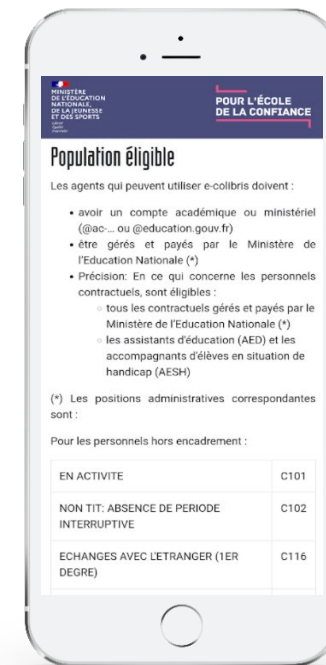 MINISTÈRE
DE L'ÉDUCATION
NATIONALE,
DE LA JEUNESSE
ET DES SPORTS
POUR L'ÉCOLE
DE LA CONFIANCE
Population éligible
Les agents qui peuvent utiliser e-colibris doivent :
• avoir un compte académique ou ministériel
(@ac-... ou @education.gouv.fr)
• être gérés et payés par le Ministère de
l'Education Nationale (*)
• Précision: En ce qui concerne les personnels
contractuels, sont éligibles :
◦ tous les contractuels gérés et payés par le
Ministère de l'Education Nationale (*)
◦ les assistants d'éducation (AED) et les
accompagnants d'élèves en situation de
handicap (AESH)
(*) Les positions administratives correspondantes
sont :
Pour les personnels hors encadrement :
EN ACTIVITE C101
NON TIT: ABSENCE DE PERIODE C102
INTERRUPTIVE
ECHANGES AVEC L'ETRANGER (1ER C116
DEGRE)